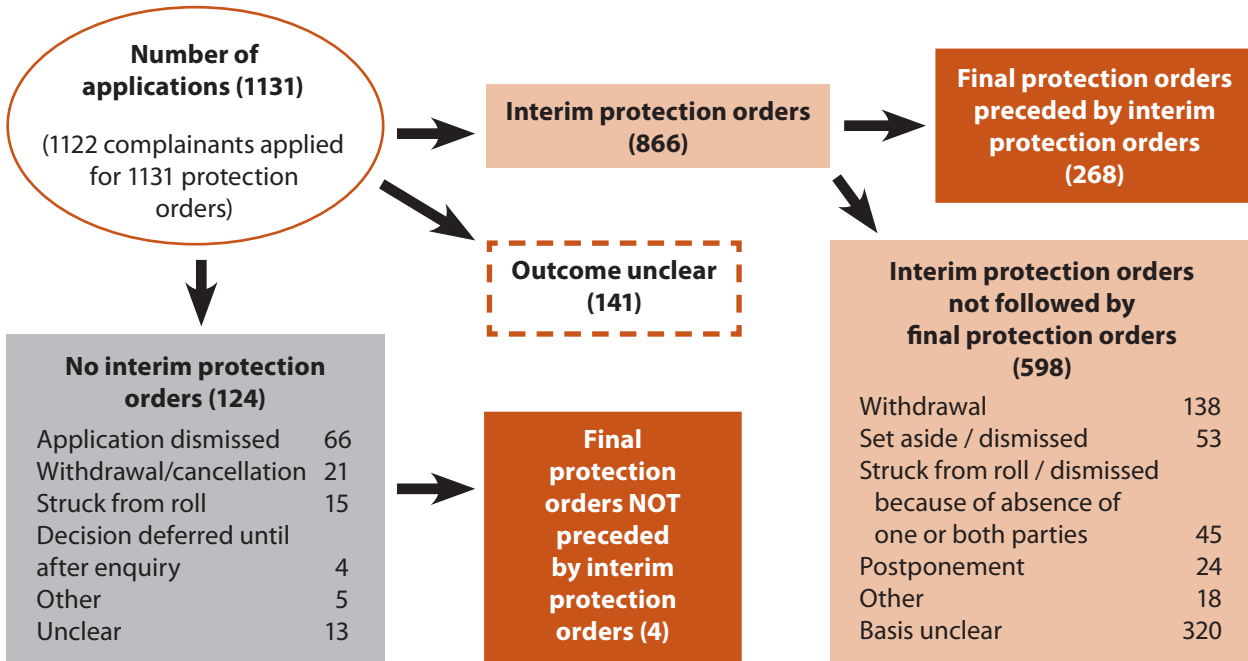 Number of
applications (1131)
(1122 complainants applied
for 1131 protection
orders)
Interim protection orders
(866)
Final protection orders
preceded by interim
protection orders
(268)
Outcome unclear
(141)
No interim protection
orders (124)
Application dismissed 66
Withdrawal/cancellation 21
Struck from roll 15
Decision deferred until
after enquiry 4
Other 5
Unclear 13
Final
protection
orders NOT
preceded
by interim
protection
orders (4)
Interim protection orders
not followed by
final protection orders
(598)
Withdrawal 138
Set aside / dismissed 53
Struck from roll / dismissed
because of absence of
one or both parties 45
Postponement 24
Other 18
Basis unclear 320